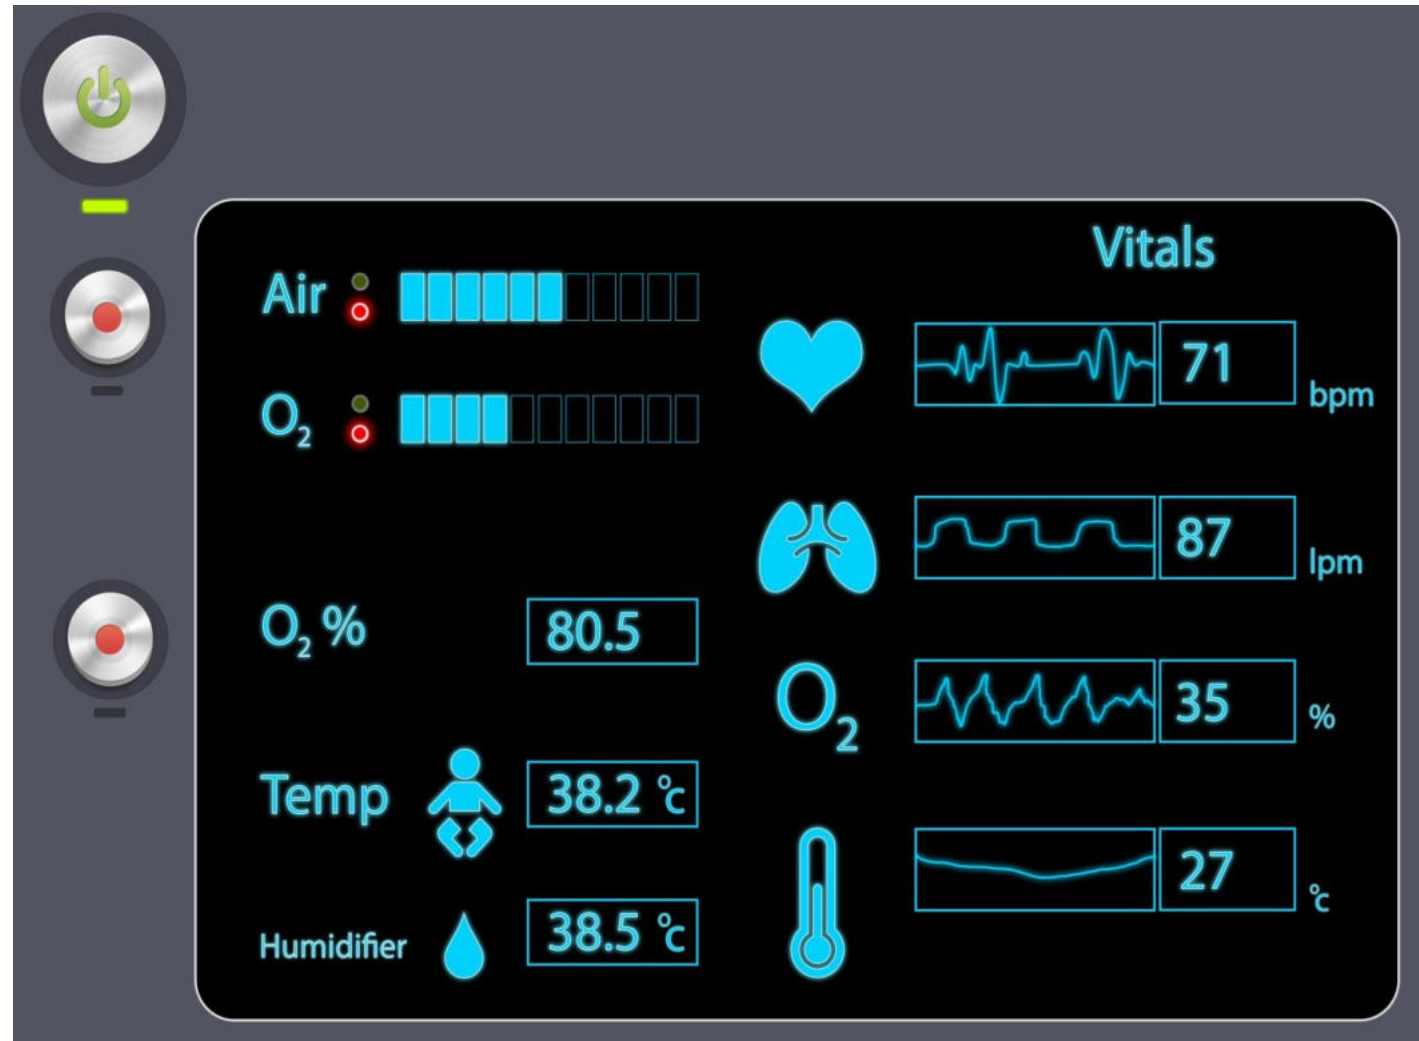 Vitals
Air
71 bpm
O₂
87 lpm
O₂ % 80.5
O₂ 35 %
Temp 38.2 °C
27 °C
Humidifier 38.5 °C